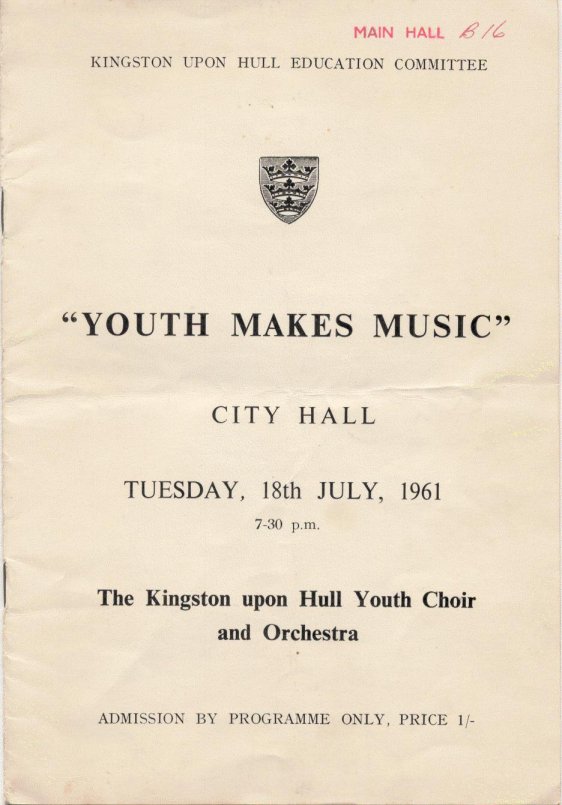 MAIN HALL B16
KINGSTON UPON HULL EDUCATION COMMITTEE
“YOUTH MAKES MUSIC”
CITY HALL
TUESDAY, 18th JULY, 1961
7-30 p.m.
The Kingston upon Hull Youth Choir
and Orchestra
ADMISSION BY PROGRAMME ONLY, PRICE 1/-